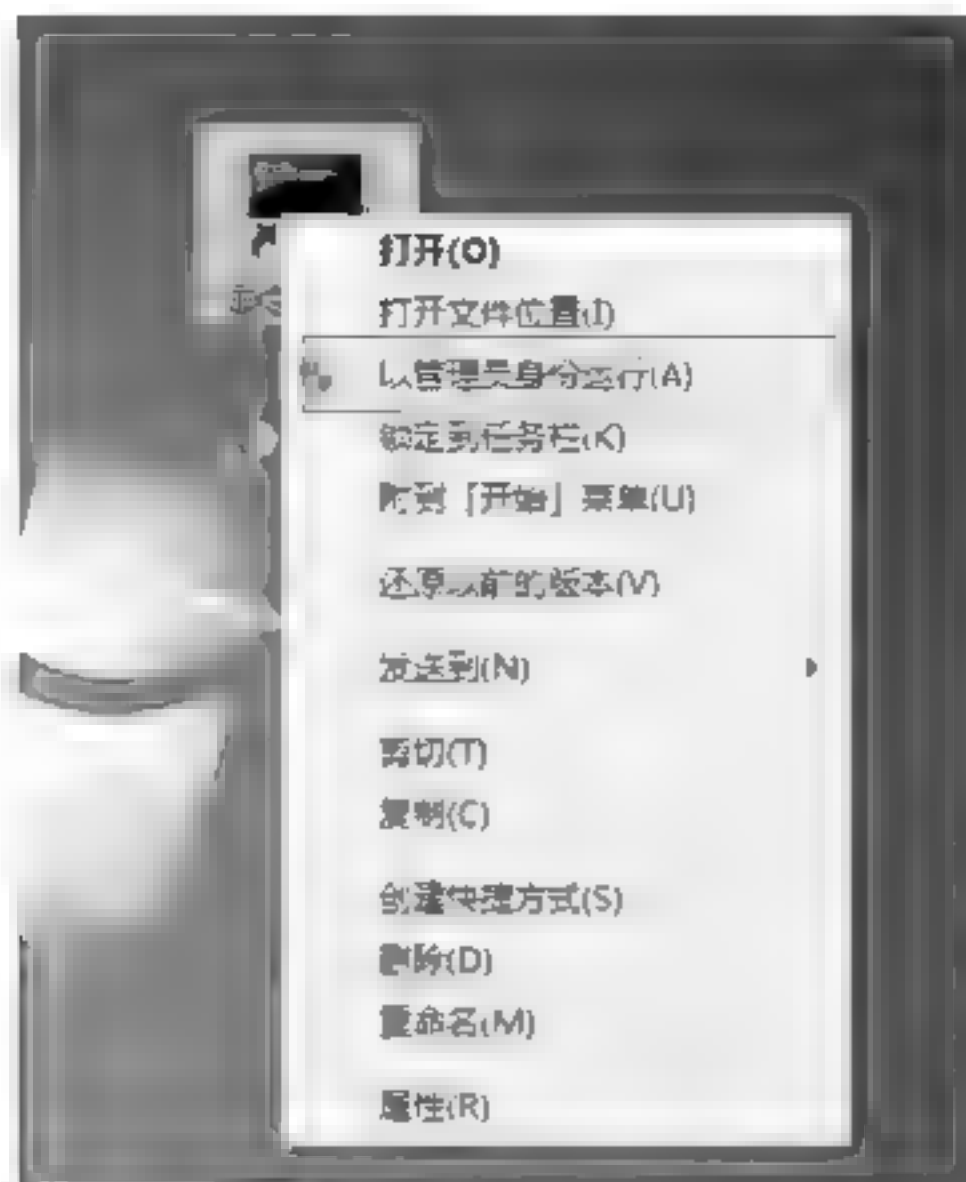 打开(O)
打开文件位置(I)
以管理员身份运行(A)
锁定到任务栏(K)
附到「开始」菜单(U)
还原以前的版本(V)
发送到(N)
剪切(T)
复制(C)
创建快捷方式(S)
删除(D)
重命名(M)
属性(R)